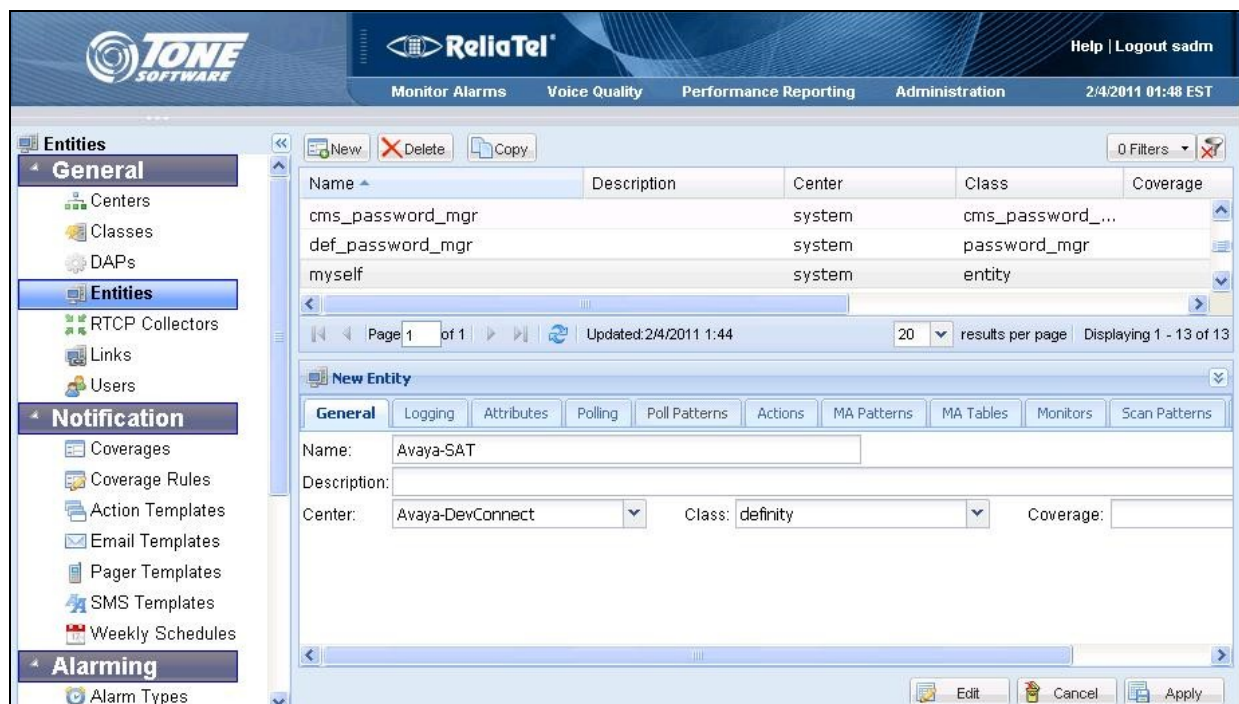 TONE SOFTWARE
ReliaTel
Help | Logout sadm
Monitor Alarms Voice Quality Performance Reporting Administration 2/4/2011 01:48 EST
Entities
General
Centers
Classes
DAPs
Entities
RTCP Collectors
Links
Users
Notification
Coverages
Coverage Rules
Action Templates
Email Templates
Pager Templates
SMS Templates
Weekly Schedules
Alarming
Alarm Types
New Delete Copy 0 Filters
Name Description Center Class Coverage
cms_password_mgr system cms_password_...
def_password_mgr system password_mgr
myself system entity
Page 1 of 1 Updated:2/4/2011 1:44 20 results per page Displaying 1 - 13 of 13
New Entity
General Logging Attributes Polling Poll Patterns Actions MA Patterns MA Tables Monitors Scan Patterns
Name: Avaya-SAT
Description:
Center: Avaya-DevConnect Class: definity Coverage:
Edit Cancel Apply